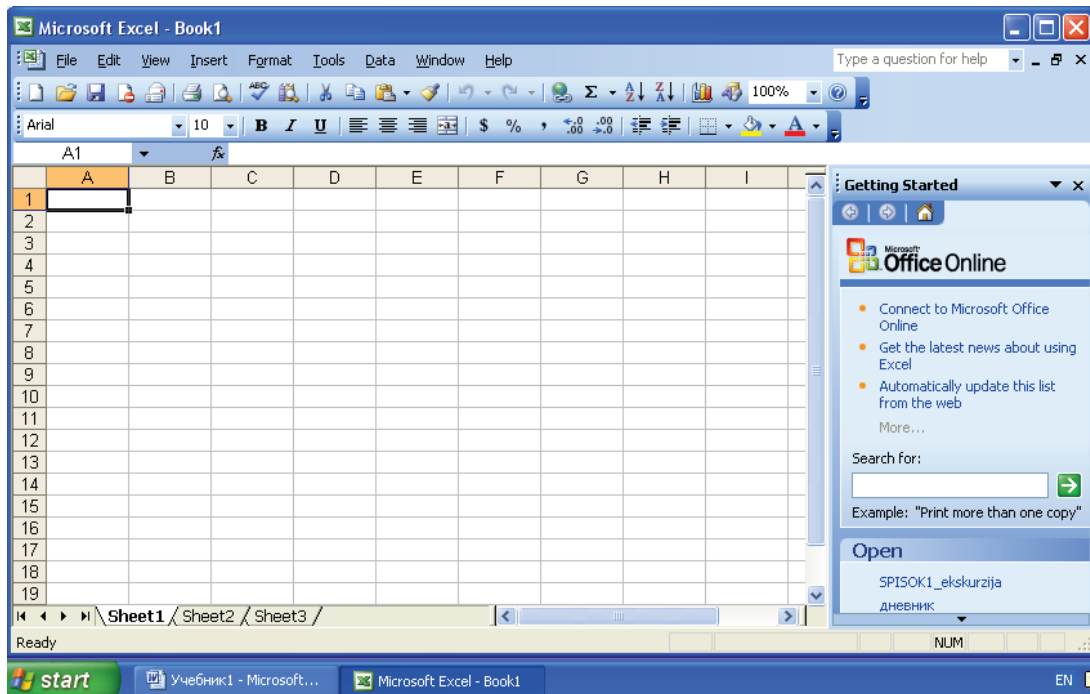 Microsoft Excel - Book1
File Edit View Insert Format Tools Data Window Help
Type a question for help
ABC Σ A Z Z A 100%
Arial 10 B I U a $ % , .00 .00 A
A1 fx
A B C D E F G H I
1
2
3
4
5
6
7
8
9
10
11
12
13
14
15
16
17
18
19
Getting Started
Microsoft
Office Online
Connect to Microsoft Office
Online
Get the latest news about using
Excel
Automatically update this list
from the web
More...
Search for:
Example: "Print more than one copy"
Open
SPISOK1_ekskurzija
дневник
Sheet1 Sheet2 Sheet3
Ready NUM
start Учебник1 - Microsoft... Microsoft Excel - Book1 EN